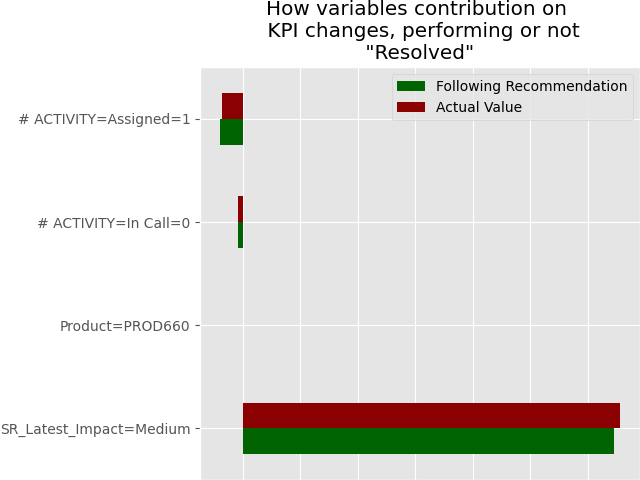 How variables contribution on
KPI changes, performing or not
"Resolved"
Following Recommendation
Actual Value
# ACTIVITY=Assigned=1
# ACTIVITY=In Call=0
Product=PROD660
SR_Latest_Impact=Medium